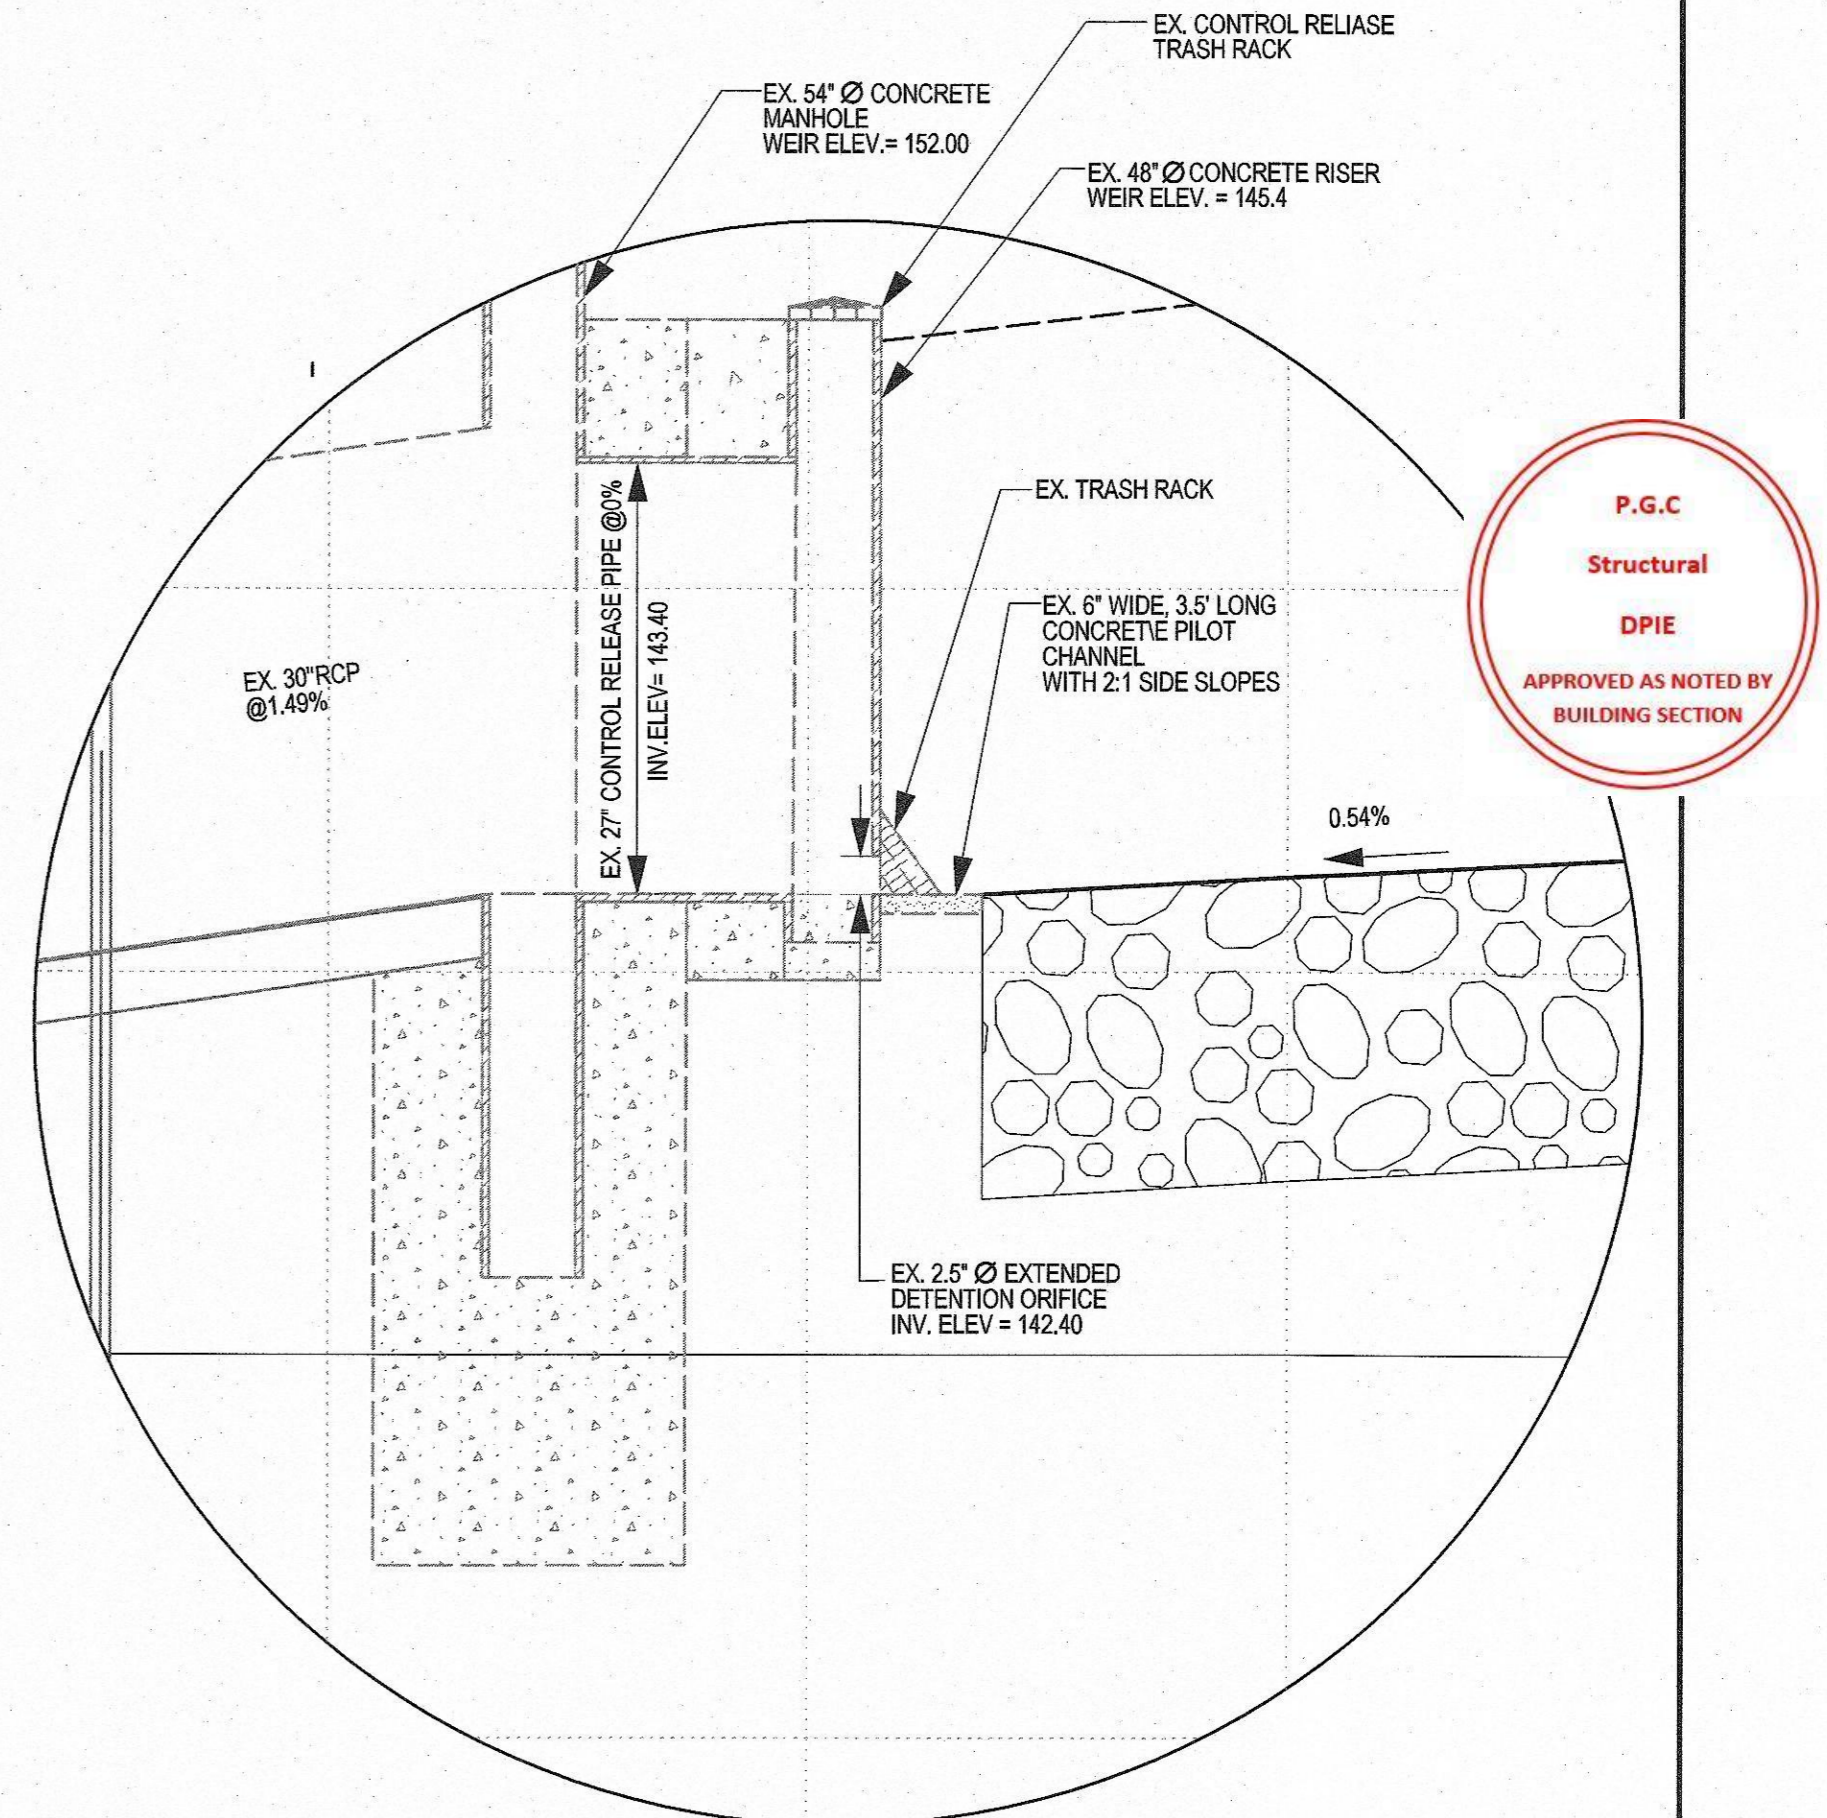 EX. CONTROL RELIASE
TRASH RACK
EX. 54" Ø CONCRETE
MANHOLE
WEIR ELEV.= 152.00
EX. 48" Ø CONCRETE RISER
WEIR ELEV. = 145.4
EX. TRASH RACK
EX. 27" CONTROL RELEASE PIPE @0%
INV.ELEV= 143.40
EX. 6" WIDE, 3.5' LONG
CONCRET\E PILOT
CHANNEL
WITH 2:1 SIDE SLOPES
EX. 30"RCP
@1.49%
P.G.C
Structural
DPIE
APPROVED AS NOTED BY
BUILDING SECTION
0.54%
EX. 2.5" Ø EXTENDED
DETENTION ORIFICE
INV. ELEV = 142.40